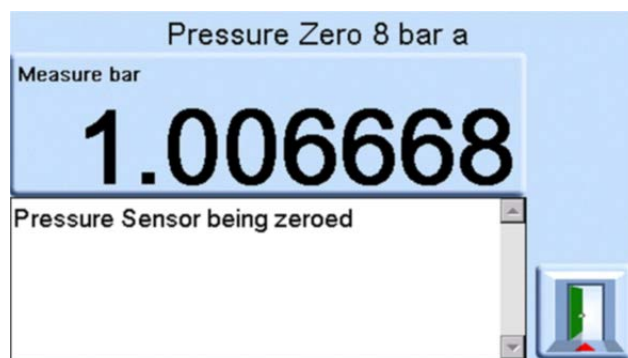 Pressure Zero 8 bar a
Measure bar
1.006668
Pressure Sensor being zeroed